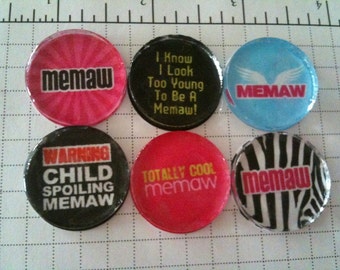 memaw
I Know
I Look
Too Young
To Be A
Memaw!
MEMAW
WARNING
CHILD
SPOILING
MEMAW
TOTALLY COOL
memaw
memaw